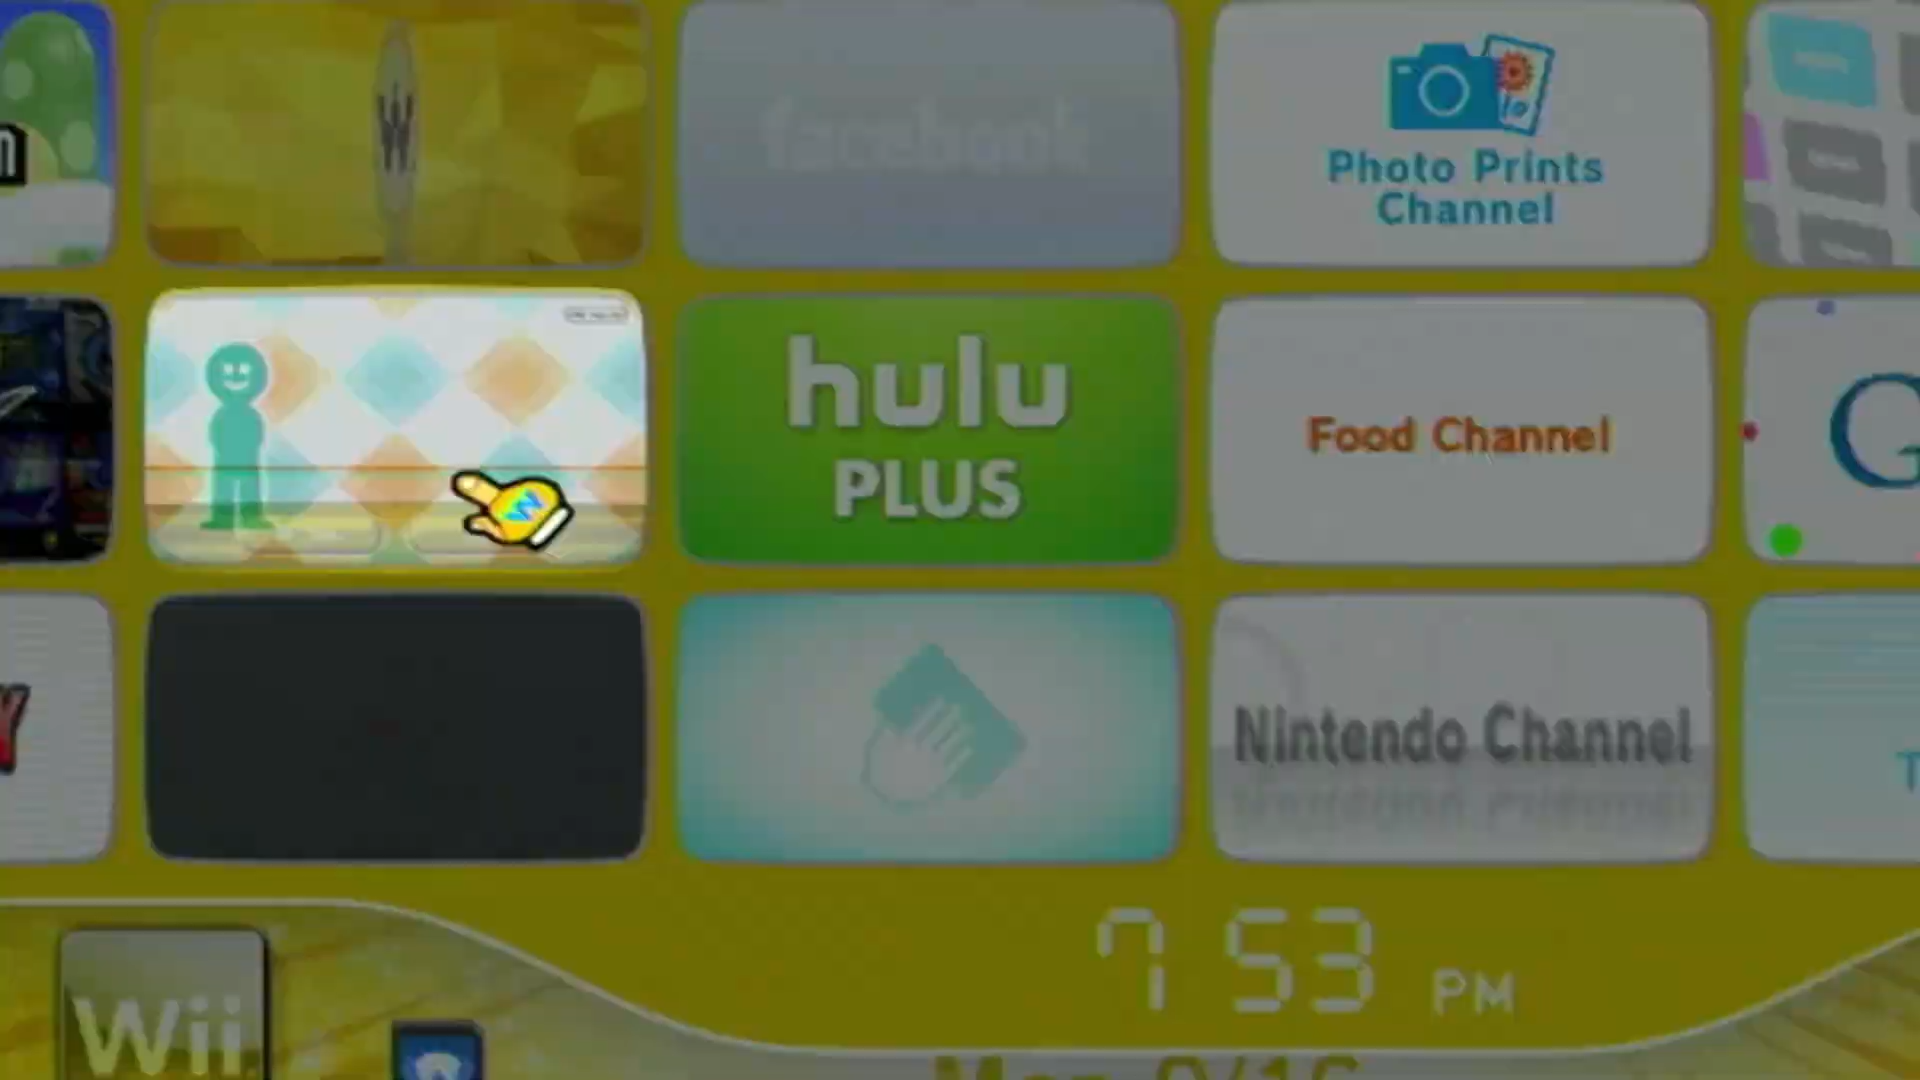 facebook
Photo Prints
Channel
hulu
PLUS
Food Channel
Nintendo Channel
7 53 PM
Wii